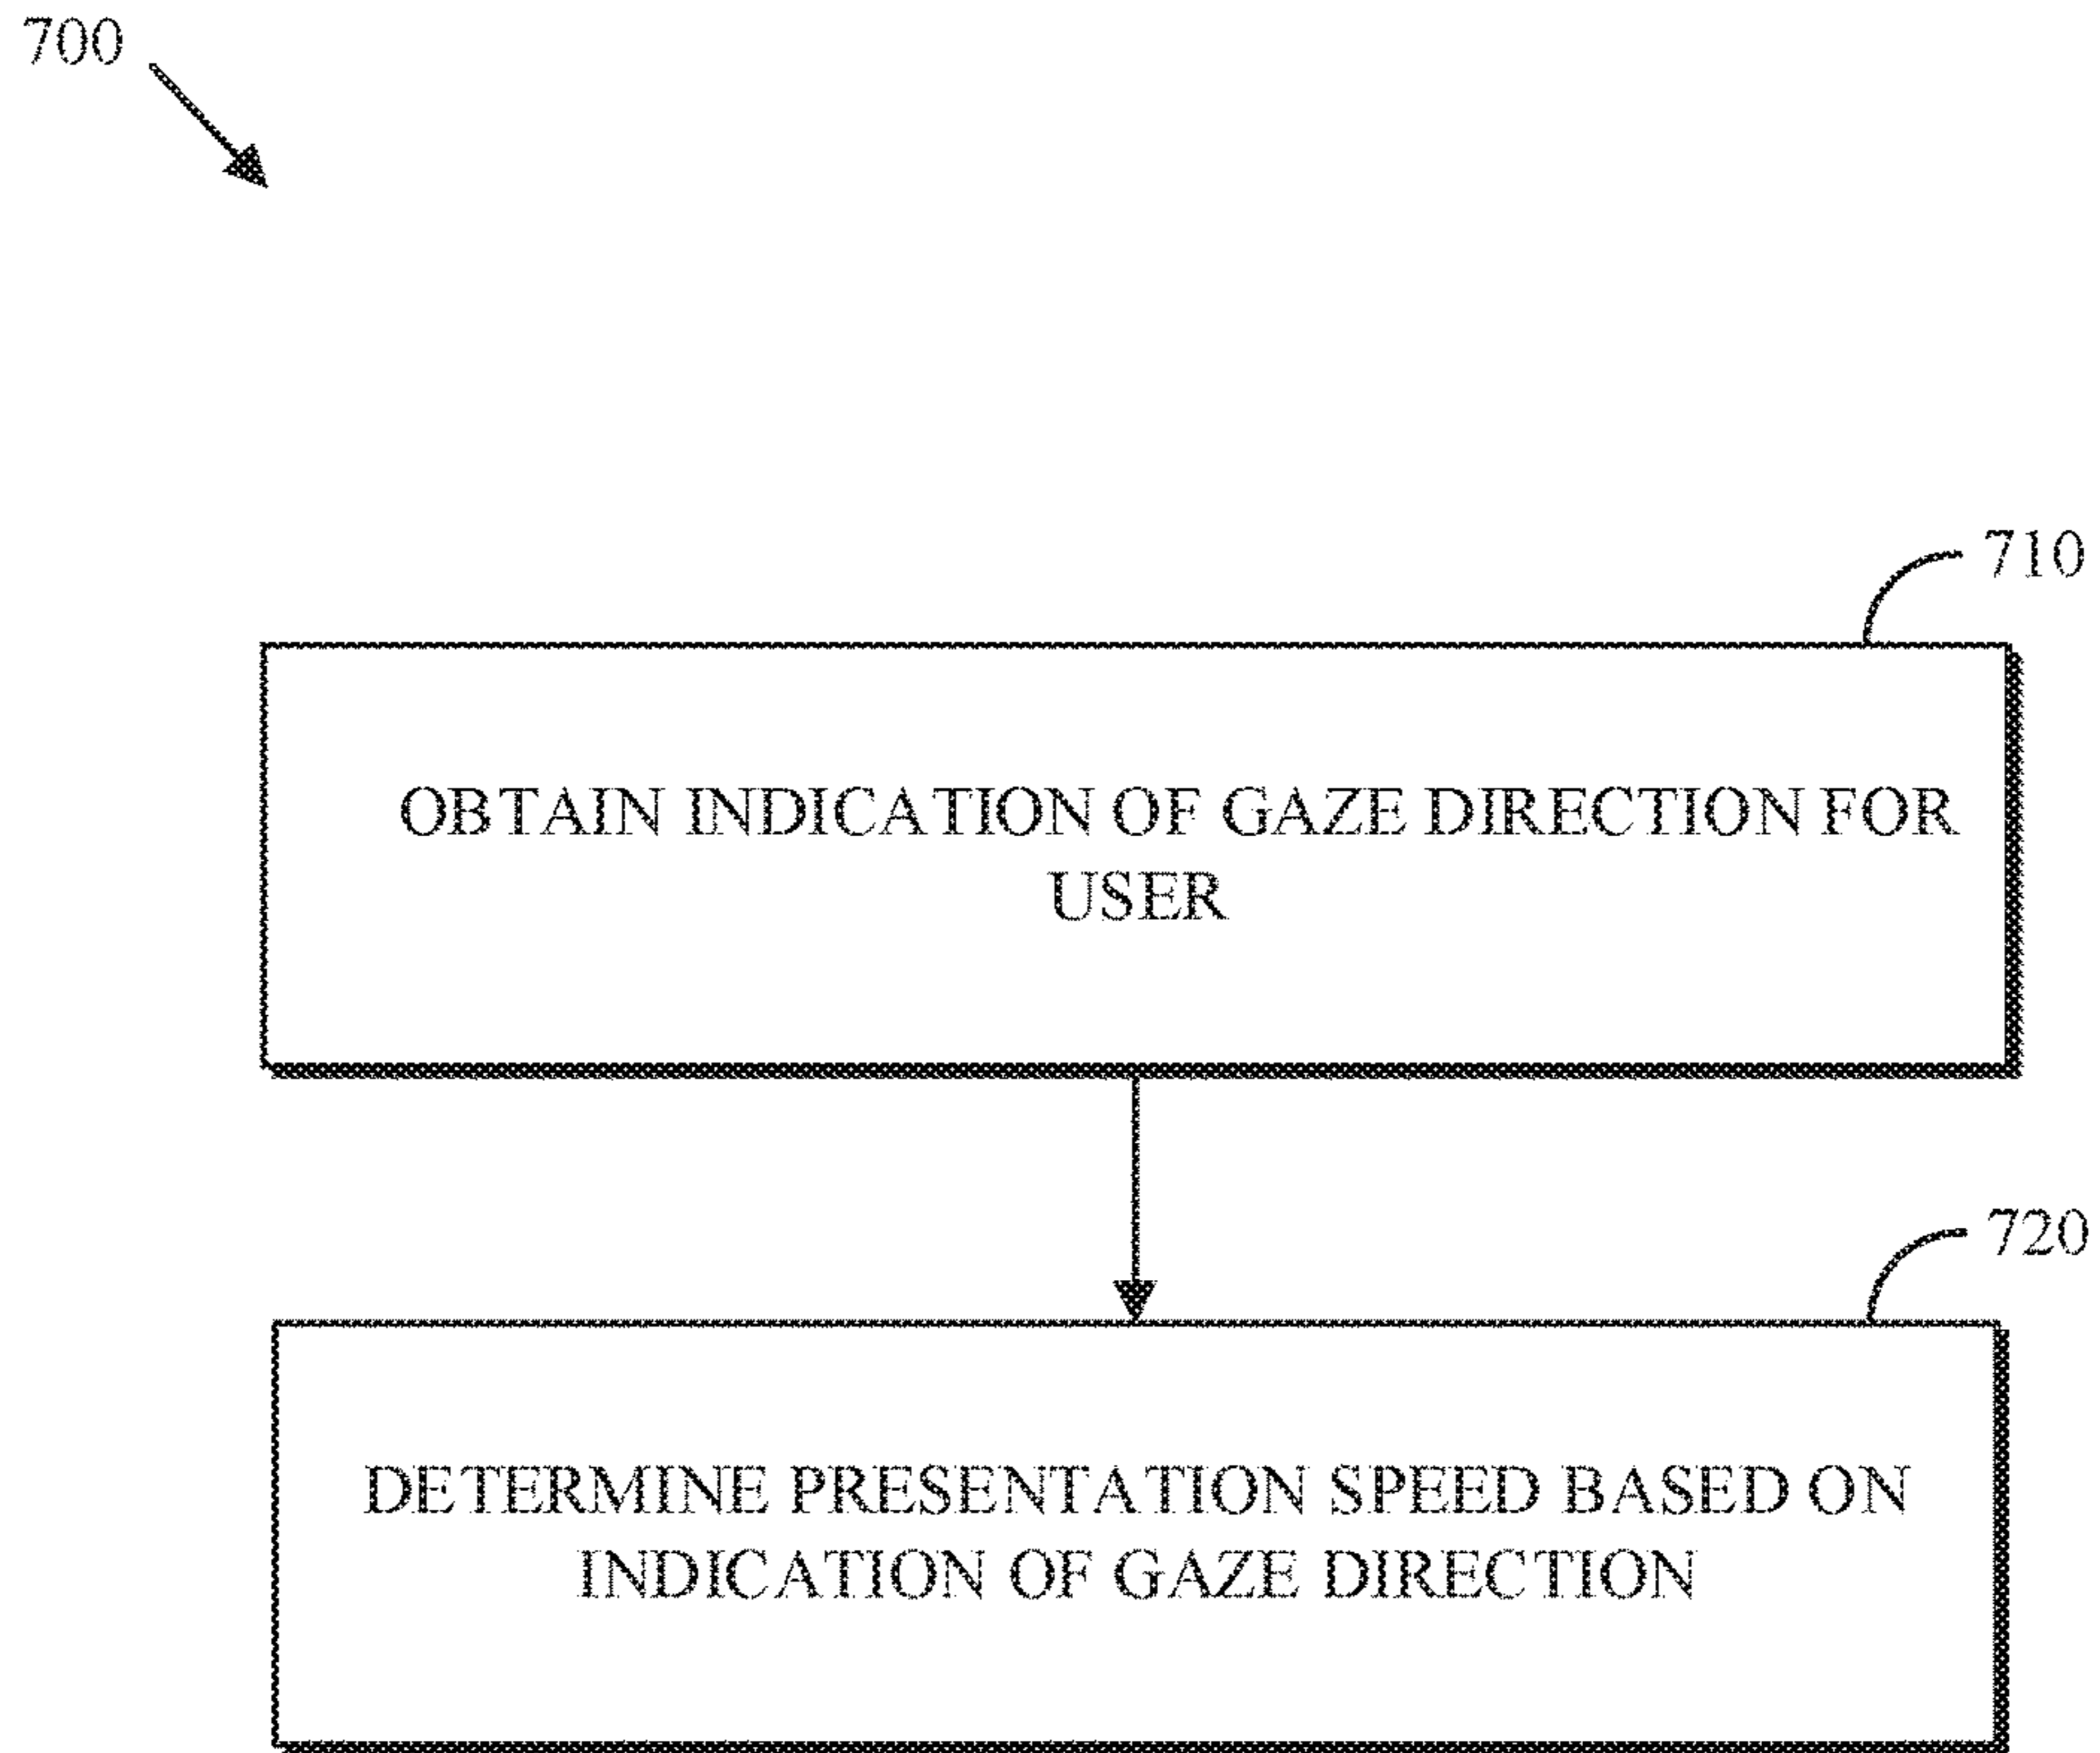 700
710
OBTAIN INDICATION OF GAZE DIRECTION FOR
USER
720
DETERMINE PRESENTATION SPEED BASED ON
INDICATION OF GAZE DIRECTION